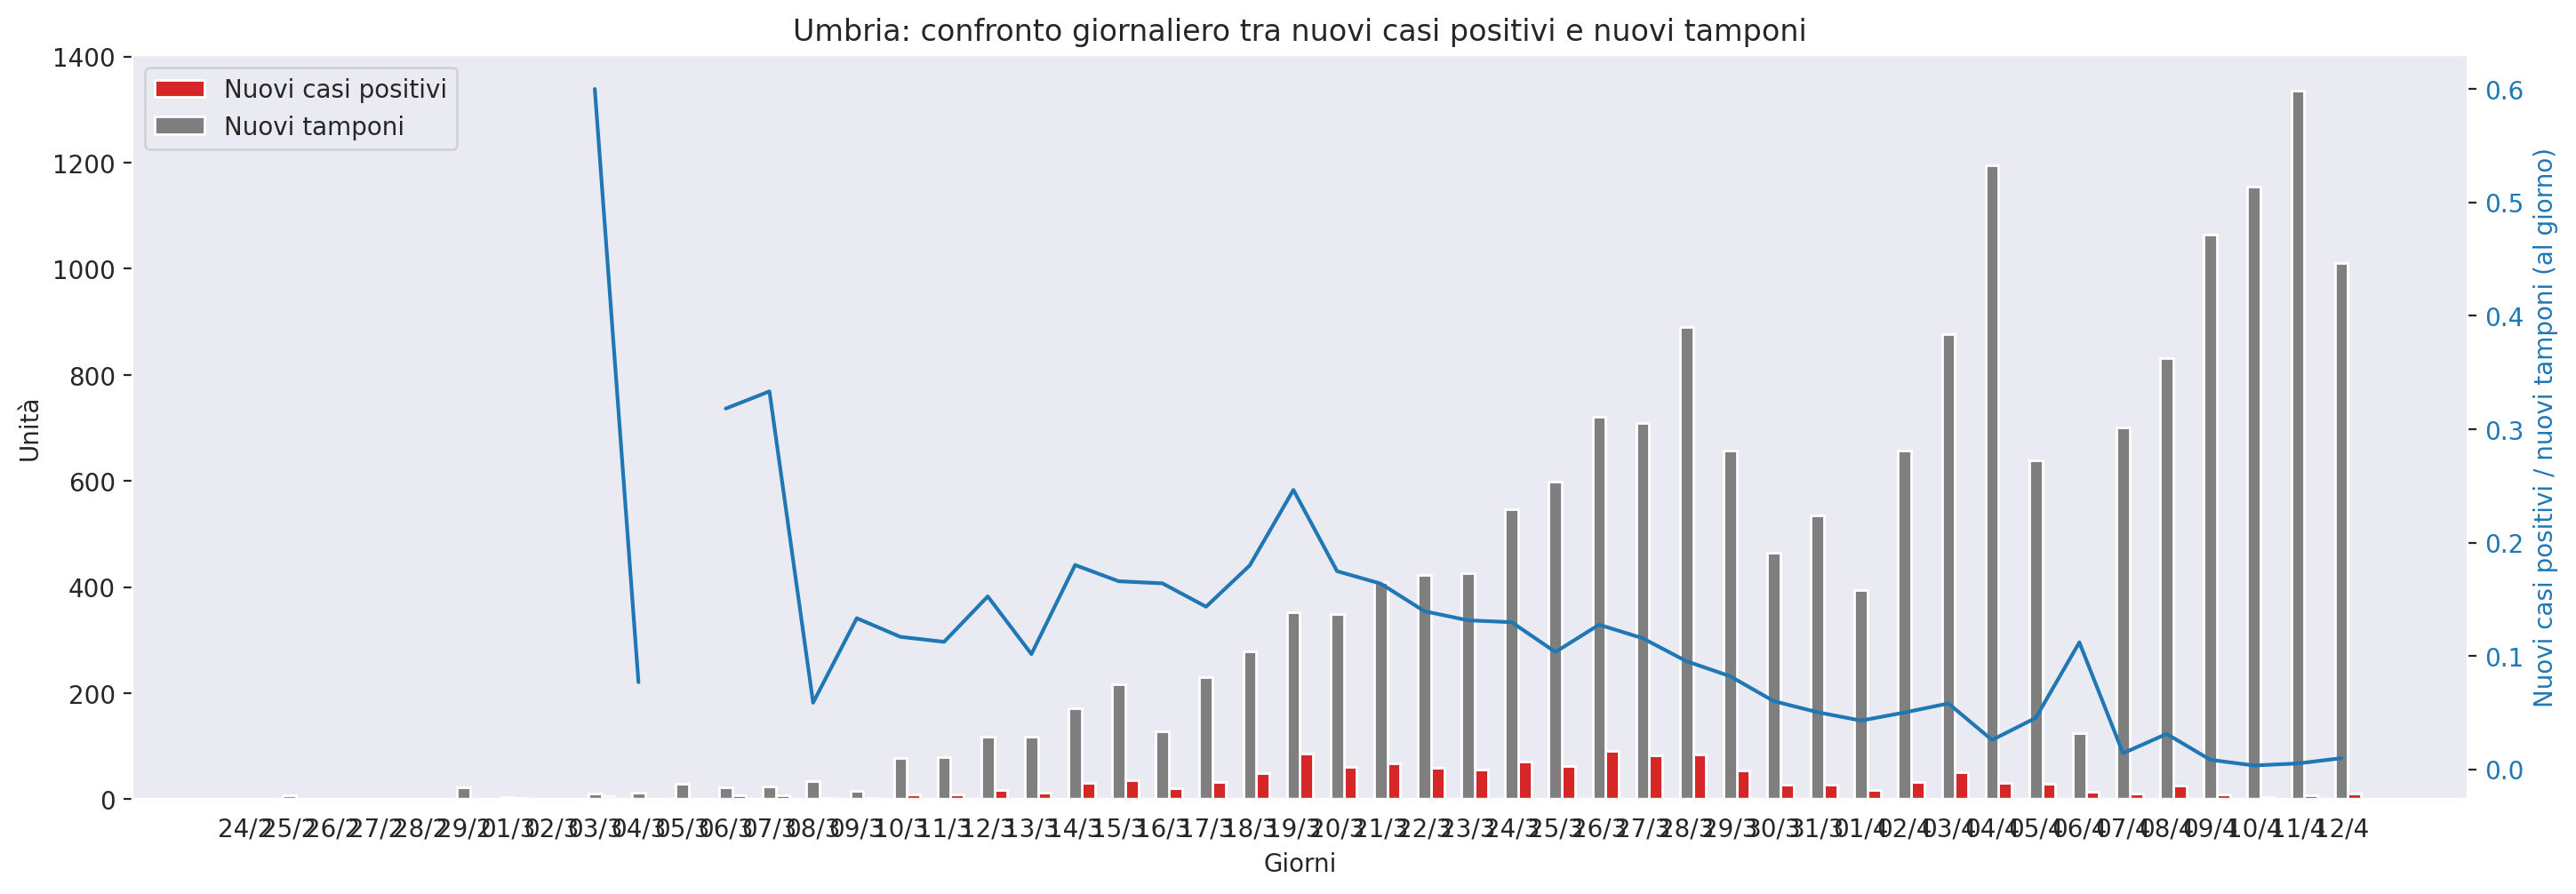 Umbria: confronto giornaliero tra nuovi casi positivi e nuovi tamponi
Nuovi casi positivi
Nuovi tamponi
Unità
1400
1200
1000
800
600
400
200
0
0.6
0.5
0.4
0.3
0.2
0.1
0.0
Nuovi casi positivi / nuovi tamponi (al giorno)
24/2 25/2 26/2 27/2 28/2 29/2 01/3 02/3 03/3 04/3 05/3 06/3 07/3 08/3 09/3 10/3 11/3 12/3 13/3 14/3 15/3 16/3 17/3 18/3 19/3 20/3 21/3 22/3 23/3 24/3 25/3 26/3 27/3 28/3 29/3 30/3 31/3 01/4 02/4 03/4 04/4 05/4 06/4 07/4 08/4 09/4 10/4 11/4 12/4
Giorni